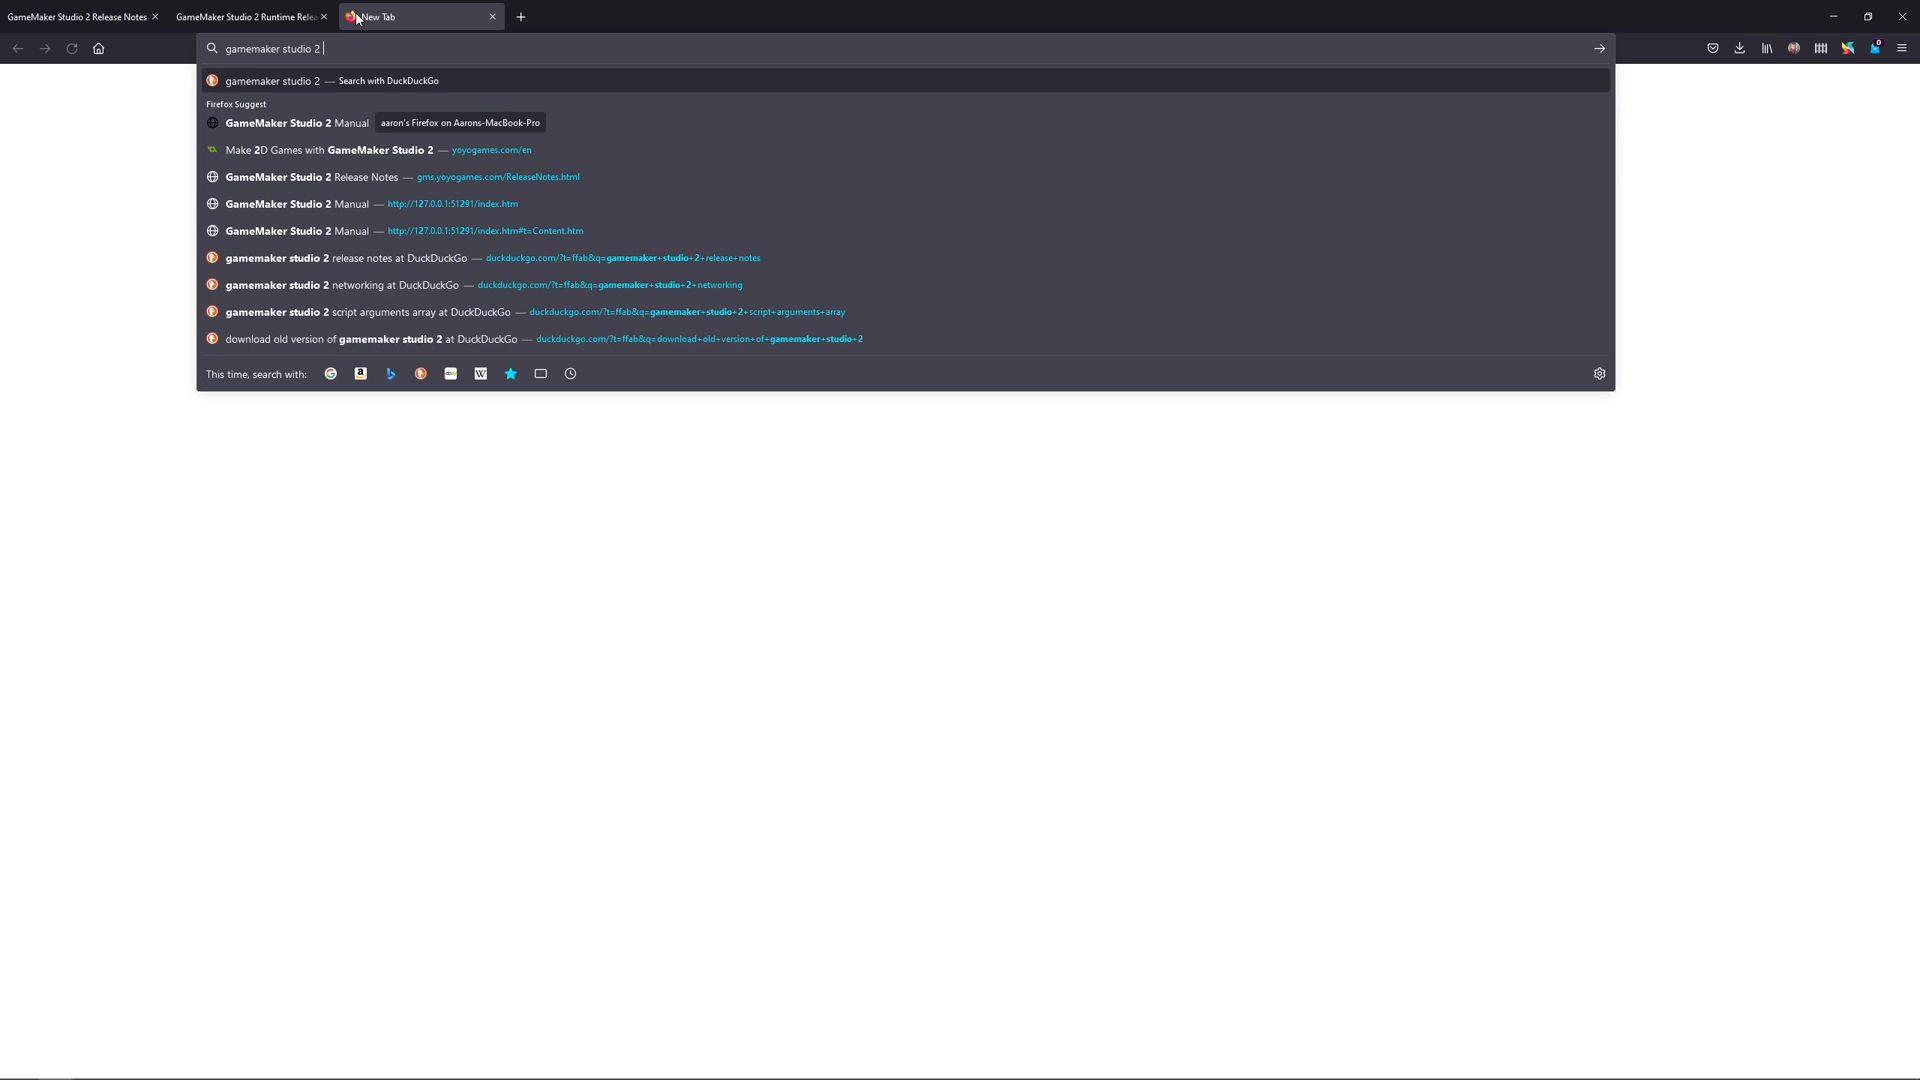 GameMaker Studio 2 Release Notes
GameMaker Studio 2 Runtime Relea
New Tab
gamemaker studio 2
gamemaker studio 2 — Search with DuckDuckGo
Firefox Suggest
GameMaker Studio 2 Manual aaron's Firefox on Aarons-MacBook-Pro
Make 2D Games with GameMaker Studio 2 — yoyogames.com/en
GameMaker Studio 2 Release Notes — gms.yoyogames.com/ReleaseNotes.html
GameMaker Studio 2 Manual — http://127.0.0.1:51291/index.htm
GameMaker Studio 2 Manual — http://127.0.0.1:51291/index.htm#t=Content.htm
gamemaker studio 2 release notes at DuckDuckGo — duckduckgo.com/?t=ffab&q=gamemaker+studio+2+release+notes
gamemaker studio 2 networking at DuckDuckGo — duckduckgo.com/?t=ffab&q=gamemaker+studio+2+networking
gamemaker studio 2 script arguments array at DuckDuckGo — duckduckgo.com/?t=ffab&q=gamemaker+studio+2+script+arguments+array
download old version of gamemaker studio 2 at DuckDuckGo — duckduckgo.com/?t=ffab&q=download+old+version+of+gamemaker+studio+2
This time, search with: